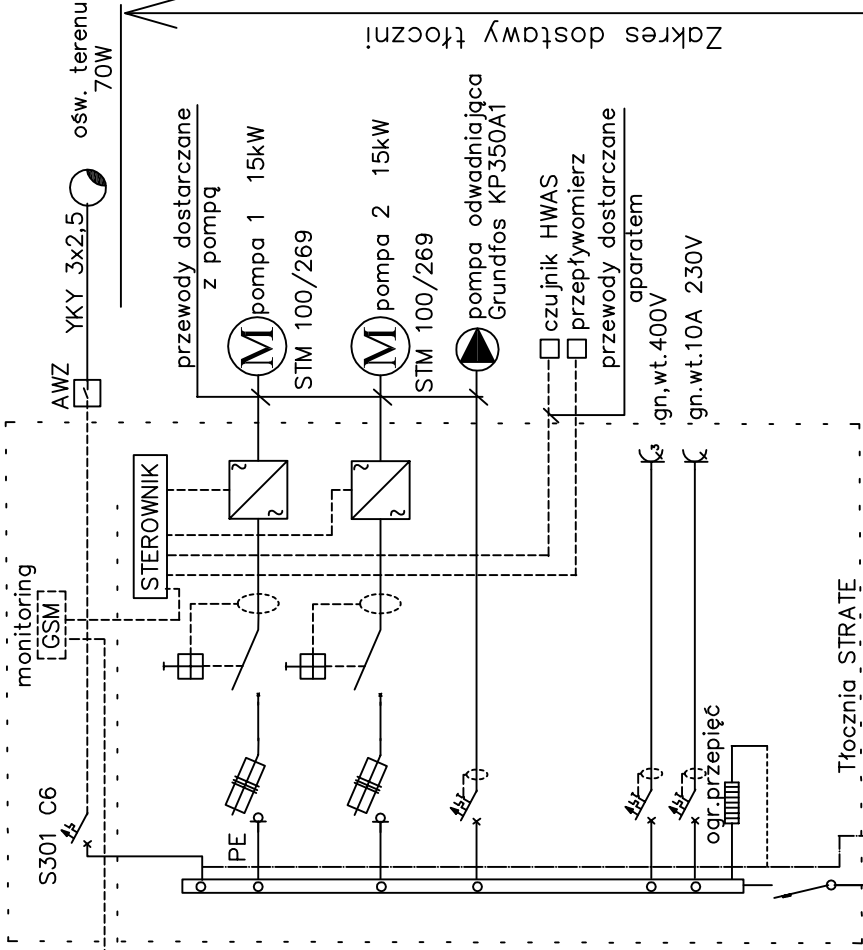 Zakres dostawy tłoczni
ośw. terenu
70W
YKY 3x2,5
AWZ
przewody dostarczane
z pompą
M
pompa 1 15kW
STM 100/269
M
pompa 2 15kW
STM 100/269
pompa odwadniająca
Grundfos KP350A1
czujnik HWAS
przepływomierz
przewody dostarczane
aparatem
3
gn,wt.400V
gn.wt.10A 230V
STEROWNIK
~
~
~
~
monitoring
GSM
S301 C6
PE
ogr.przepięć
Tłocznia STRATE